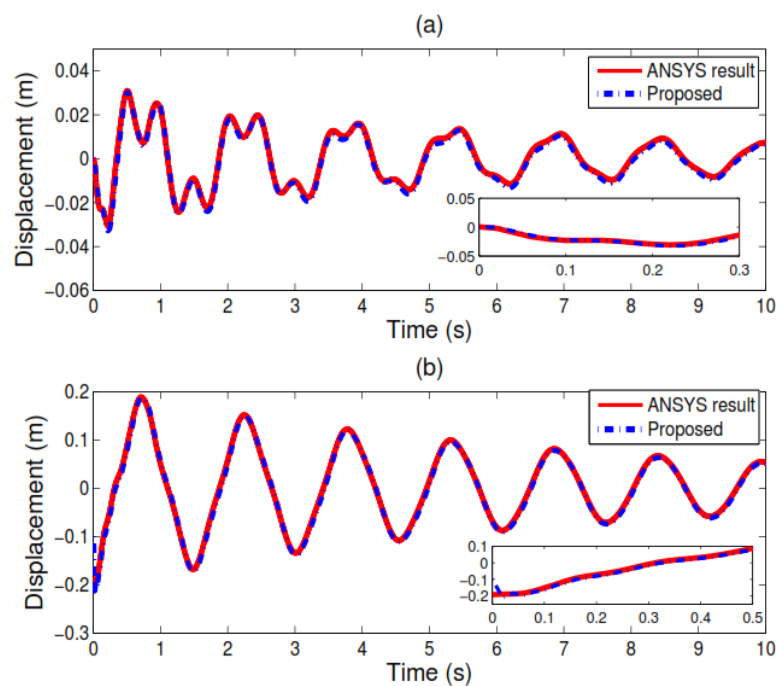 (a)
0.04
0.02
0
−0.02
−0.04
−0.06
Displacement (m)
ANSYS result
Proposed
0.05
0
−0.05
0 0.1 0.2 0.3
0 1 2 3 4 5 6 7 8 9 10
Time (s)
(b)
0.2
0.1
0
−0.1
−0.2
−0.3
Displacement (m)
ANSYS result
Proposed
0.1
0
−0.1
−0.2
0 0.1 0.2 0.3 0.4 0.5
0 1 2 3 4 5 6 7 8 9 10
Time (s)